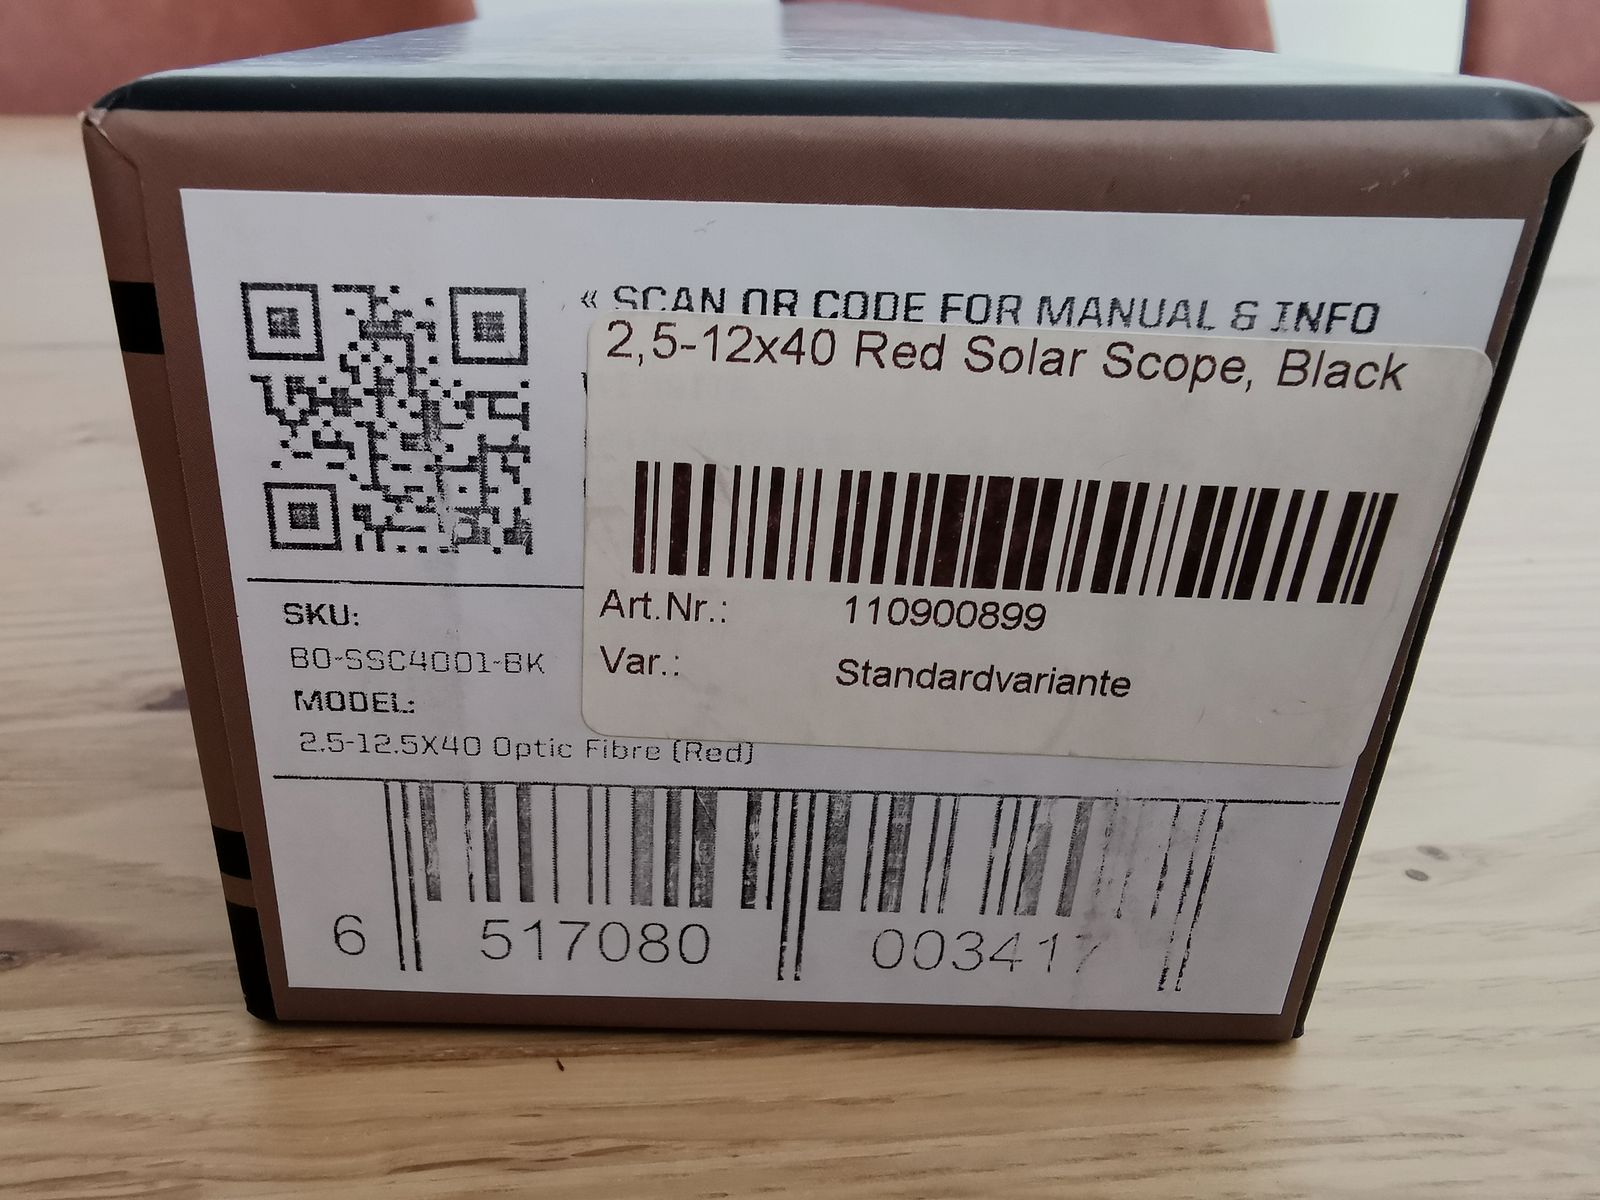 « SCAN QR CODE FOR MANUAL & INFO
2,5-12x40 Red Solar Scope, Black
Art.Nr.: 110900899
Var.: Standardvariante
SKU:
BO-SSC4001-BK
MODEL:
2.5-12.5X40 Optic Fibre (Red)
6 517080 003417